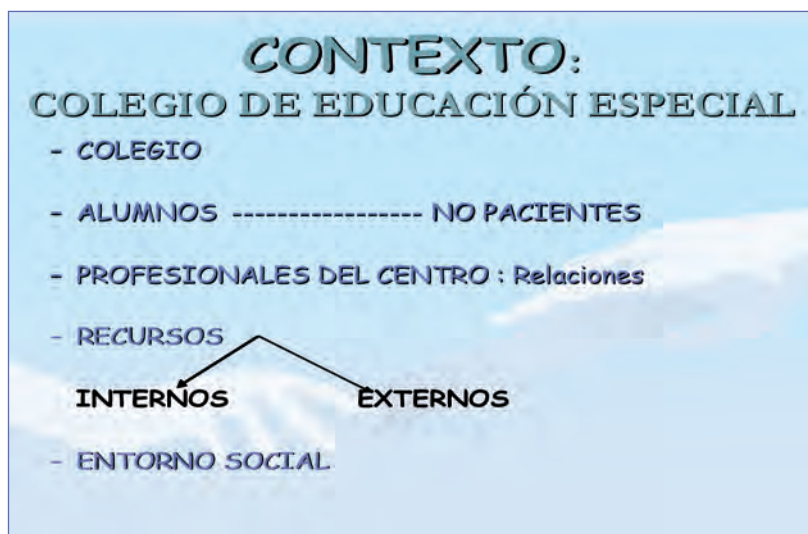 CONTEXTO:
COLEGIO DE EDUCACIÓN ESPECIAL
- COLEGIO
- ALUMNOS ----------------- NO PACIENTES
- PROFESIONALES DEL CENTRO : Relaciones
- RECURSOS
INTERNOS EXTERNOS
- ENTORNO SOCIAL